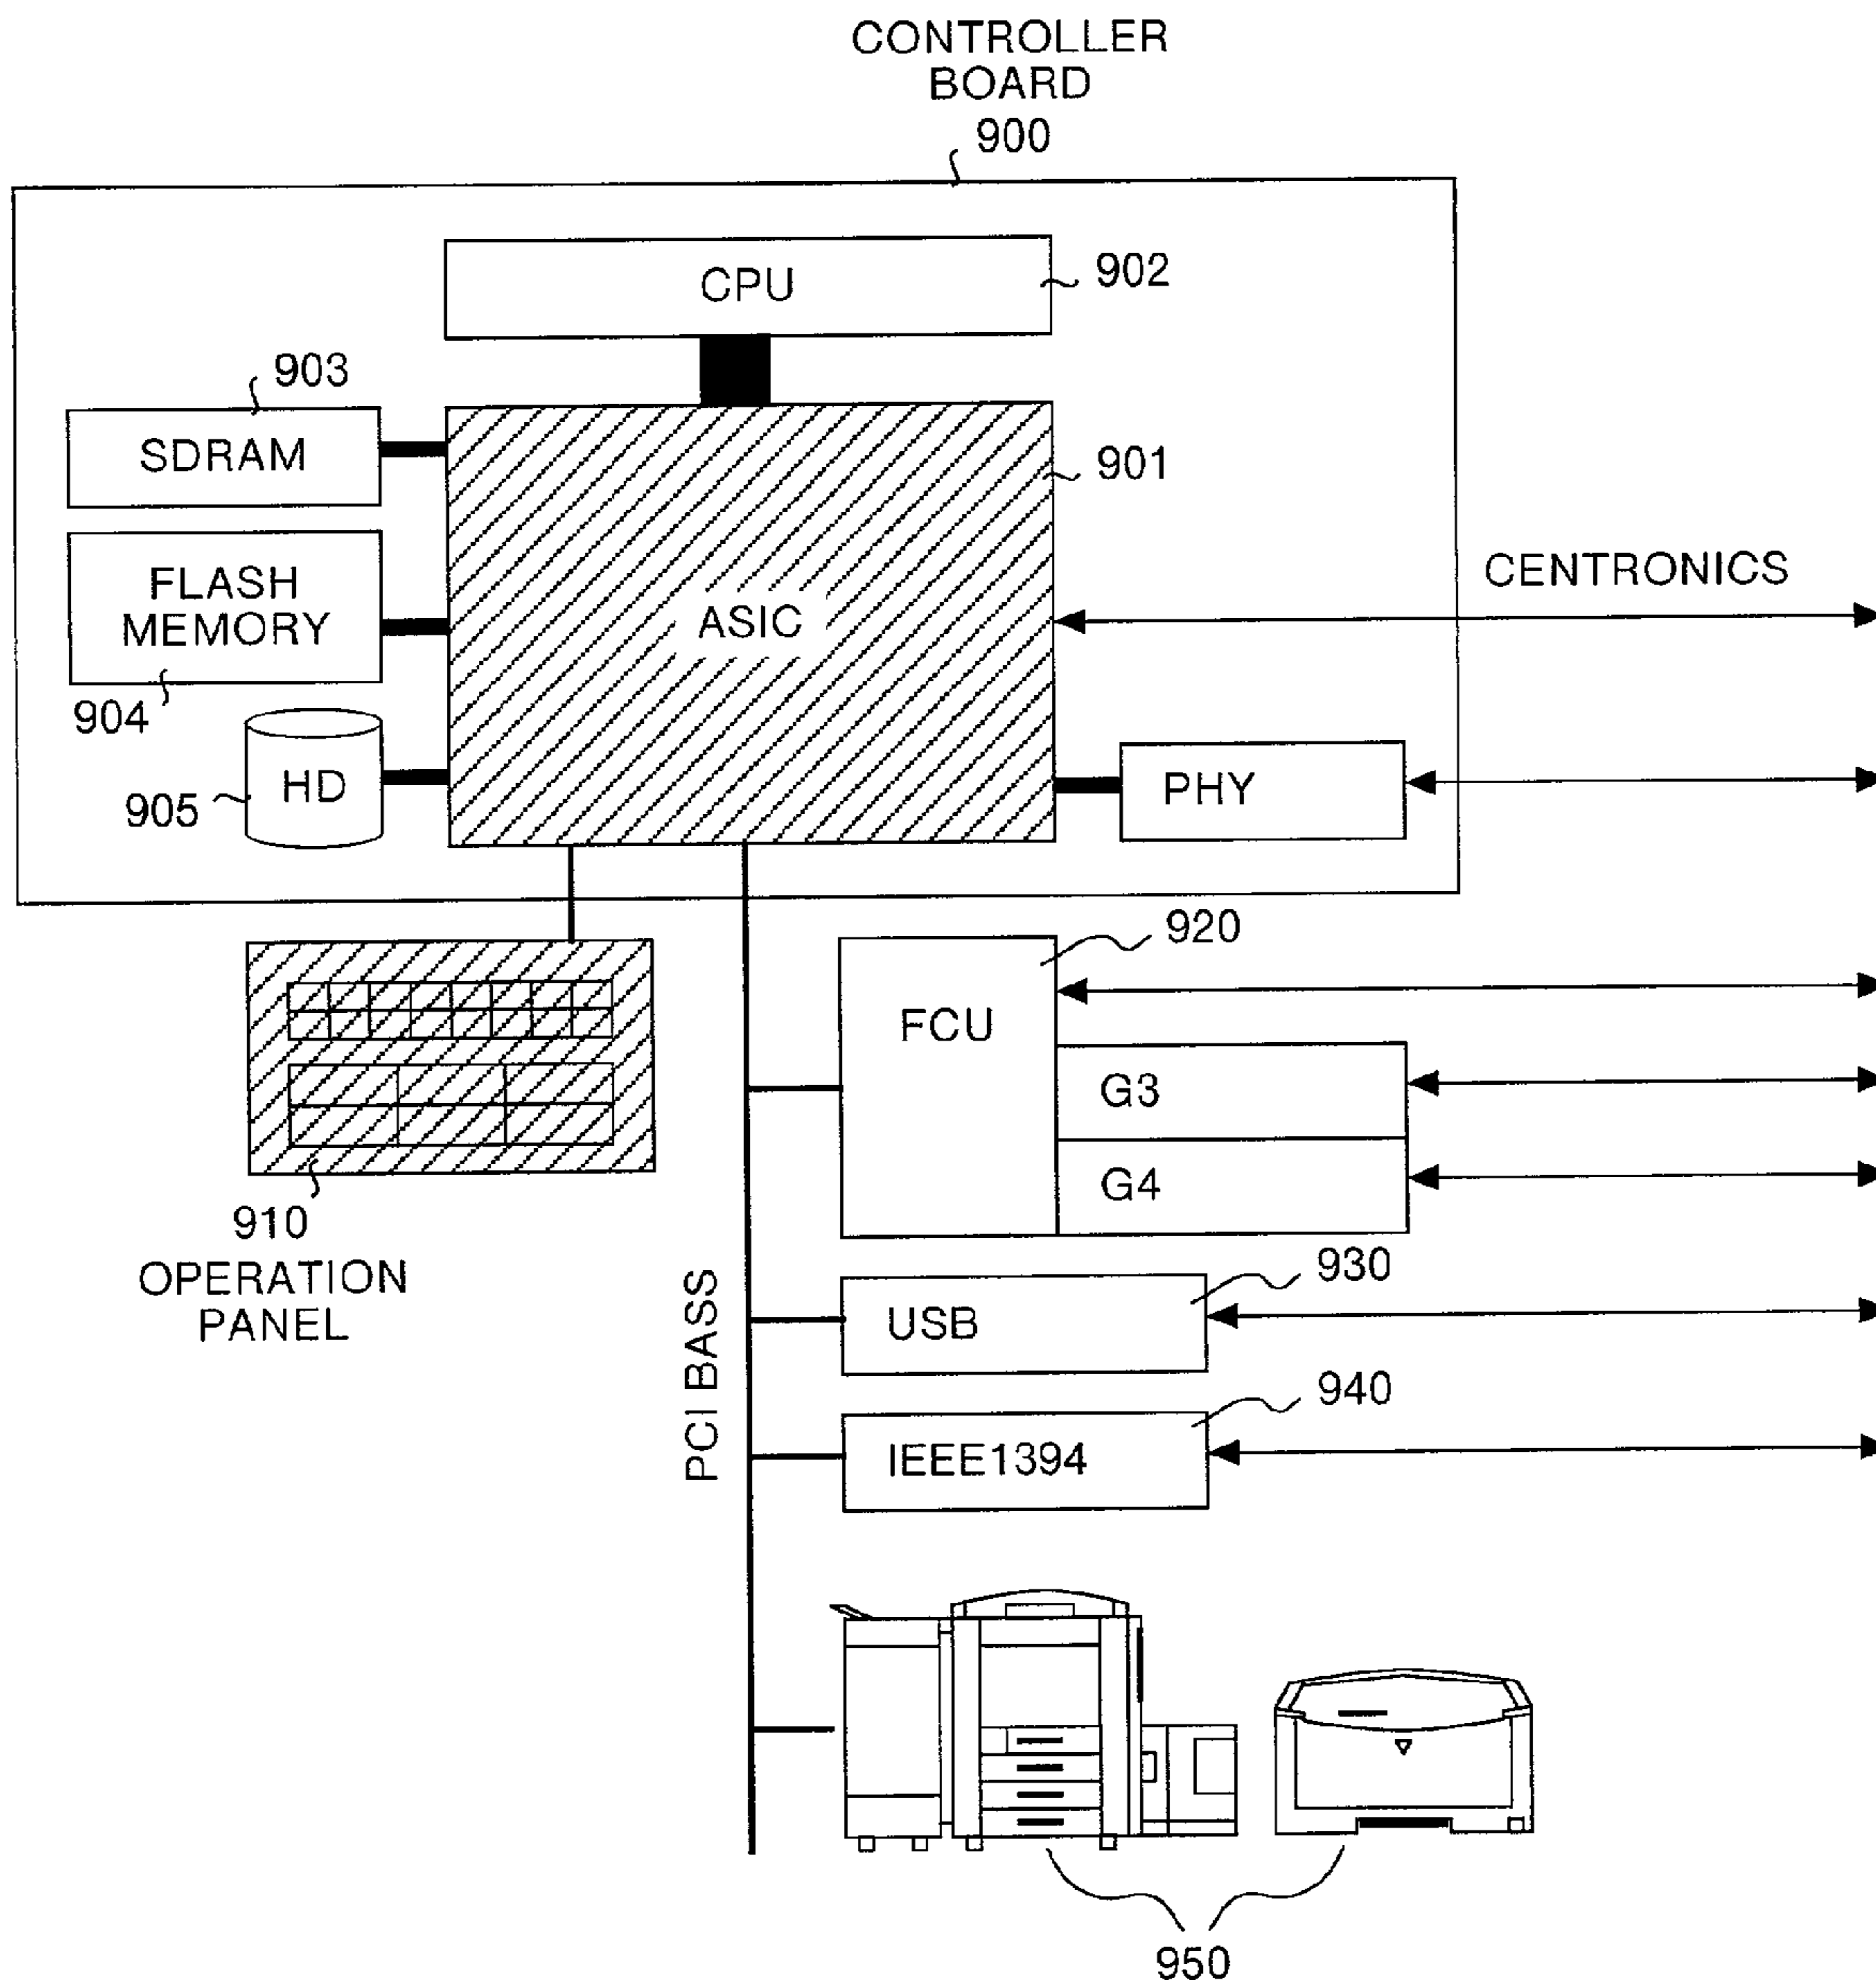 CONTROLLER
BOARD
900
CPU
902
903
SDRAM
901
FLASH
MEMORY
904
ASIC
CENTRONICS
HD
905
PHY
920
FCU
G3
G4
910
OPERATION
PANEL
PCI BASS
930
USB
940
IEEE1394
950